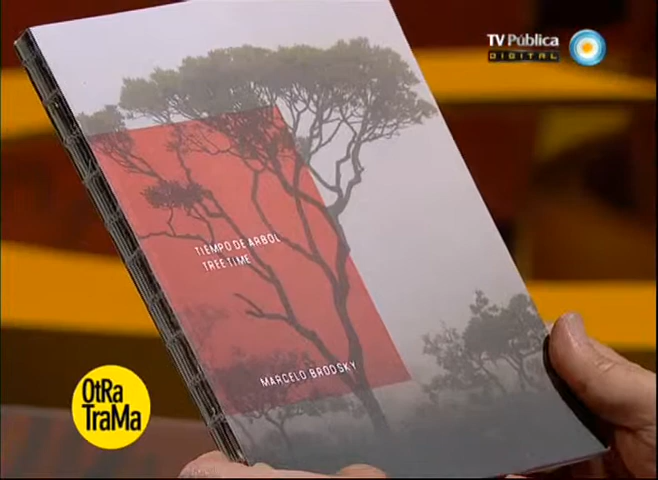 TV Pública
DIGITAL
TIEMPO DE ARBOL
TREE TIME
MARCELO BRODSKY
OtRa
TraMa